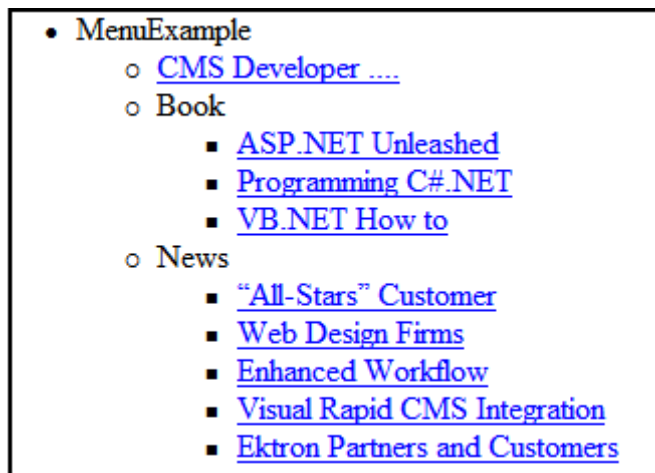 MenuExample
CMS Developer ....
Book
ASP.NET Unleashed
Programming C#.NET
VB.NET How to
News
“All-Stars” Customer
Web Design Firms
Enhanced Workflow
Visual Rapid CMS Integration
Ektron Partners and Customers